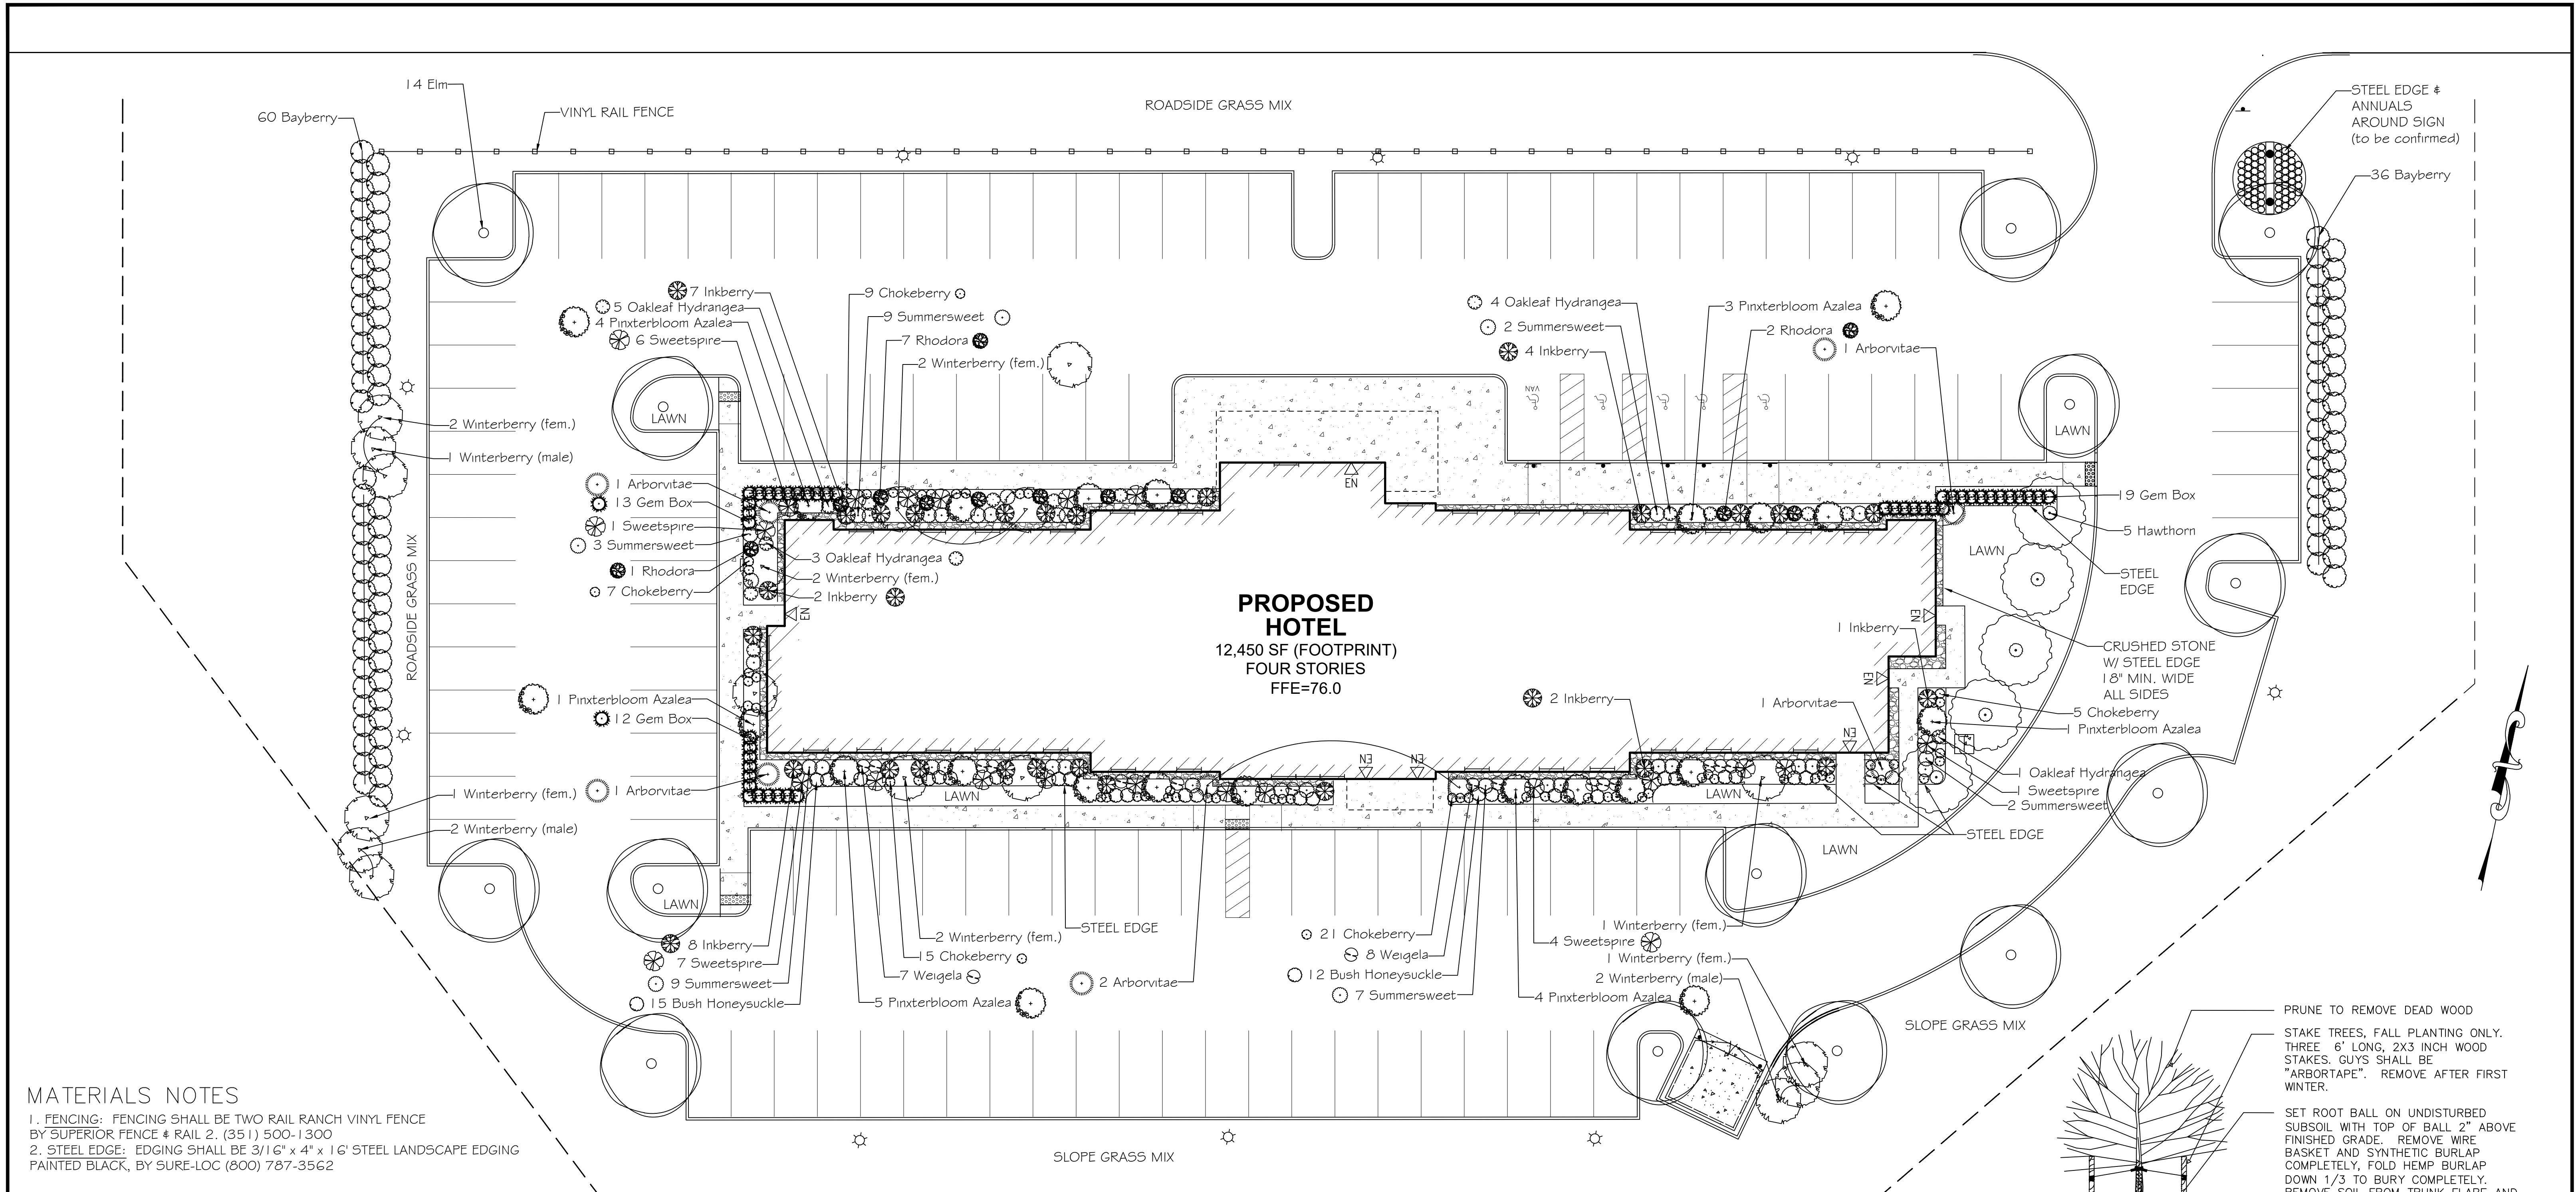 14 Elm
60 Bayberry
VINYL RAIL FENCE
ROADSIDE GRASS MIX
STEEL EDGE &
ANNUALS
AROUND SIGN
(to be confirmed)
36 Bayberry
7 Inkberry
5 Oakleaf Hydrangea
4 Pinxterbloom Azalea
6 Sweetspire
9 Chokeberry
9 Summersweet
7 Rhodora
2 Winterberry (fem.)
4 Oakleaf Hydrangea
2 Summersweet
4 Inkberry
3 Pinxterbloom Azalea
2 Rhodora
1 Arborvitae
VAN
LAWN
LAWN
2 Winterberry (fem.)
1 Winterberry (male)
ROADSIDE GRASS MIX
1 Arborvitae
13 Gem Box
1 Sweetspire
3 Summersweet
1 Rhodora
7 Chokeberry
3 Oakleaf Hydrangea
2 Winterberry (fem.)
2 Inkberry
EN
EN
19 Gem Box
5 Hawthorn
LAWN
STEEL
EDGE
EN
PROPOSED
HOTEL
12,450 SF (FOOTPRINT)
FOUR STORIES
FFE=76.0
1 Inkberry
CRUSHED STONE
W/ STEEL EDGE
18" MIN. WIDE
ALL SIDES
EN
1 Pinxterbloom Azalea
12 Gem Box
2 Inkberry
1 Arborvitae
5 Chokeberry
1 Pinxterbloom Azalea
EN
EN
EN
1 Oakleaf Hydrangea
1 Sweetspire
2 Summersweet
STEEL EDGE
1 Winterberry (fem.)
2 Winterberry (male)
1 Arborvitae
LAWN
LAWN
LAWN
LAWN
8 Inkberry
7 Sweetspire
9 Summersweet
15 Bush Honeysuckle
2 Winterberry (fem.)
15 Chokeberry
7 Weigela
5 Pinxterbloom Azalea
STEEL EDGE
2 Arborvitae
21 Chokeberry
8 Weigela
12 Bush Honeysuckle
7 Summersweet
1 Winterberry (fem.)
4 Sweetspire
1 Winterberry (fem.)
2 Winterberry (male)
4 Pinxterbloom Azalea
SLOPE GRASS MIX
SLOPE GRASS MIX
MATERIALS NOTES
1. FENCING: FENCING SHALL BE TWO RAIL RANCH VINYL FENCE
BY SUPERIOR FENCE & RAIL 2. (351) 500-1300
2. STEEL EDGE: EDGING SHALL BE 3/16" x 4" x 16' STEEL LANDSCAPE EDGING
PAINTED BLACK, BY SURE-LOC (800) 787-3562
PRUNE TO REMOVE DEAD WOOD
STAKE TREES, FALL PLANTING ONLY.
THREE 6' LONG, 2X3 INCH WOOD
STAKES. GUYS SHALL BE
"ARBORTAPE". REMOVE AFTER FIRST
WINTER.
SET ROOT BALL ON UNDISTURBED
SUBSOIL WITH TOP OF BALL 2" ABOVE
FINISHED GRADE. REMOVE WIRE
BASKET AND SYNTHETIC BURLAP
COMPLETELY, FOLD HEMP BURLAP
DOWN 1/3 TO BURY COMPLETELY.
REMOVE SOIL FROM TRUNK FLARE AND